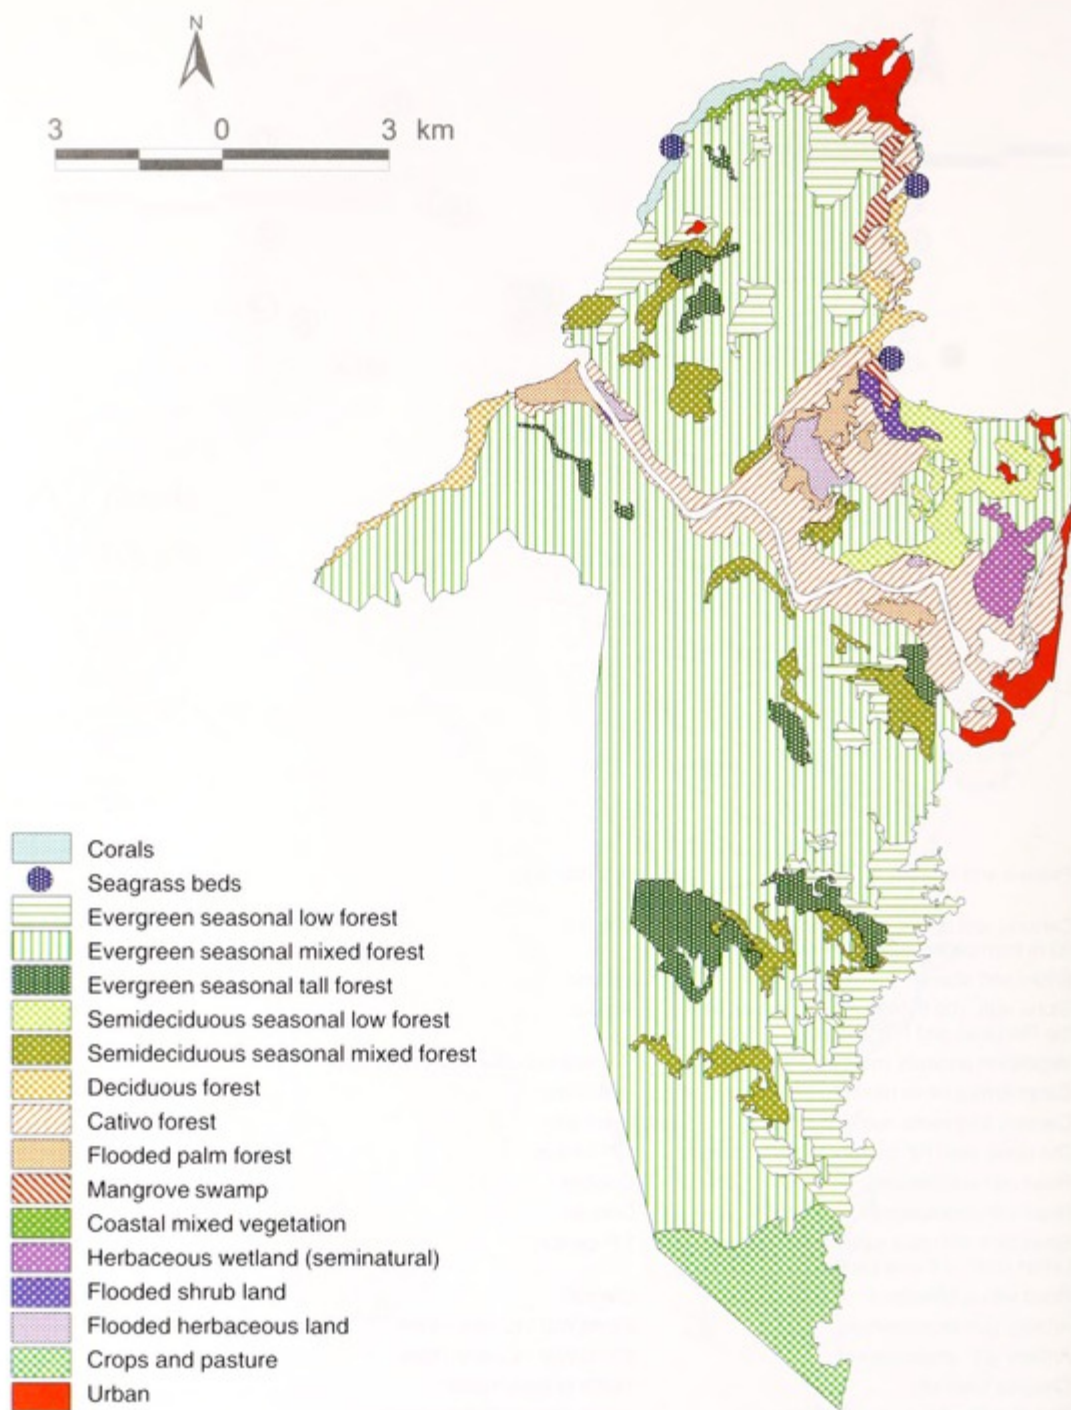 N
3 0 3 km
Corals
Seagrass beds
Evergreen seasonal low forest
Evergreen seasonal mixed forest
Evergreen seasonal tall forest
Semideciduous seasonal low forest
Semideciduous seasonal mixed forest
Deciduous forest
Cativo forest
Flooded palm forest
Mangrove swamp
Coastal mixed vegetation
Herbaceous wetland (seminatural)
Flooded shrub land
Flooded herbaceous land
Crops and pasture
Urban